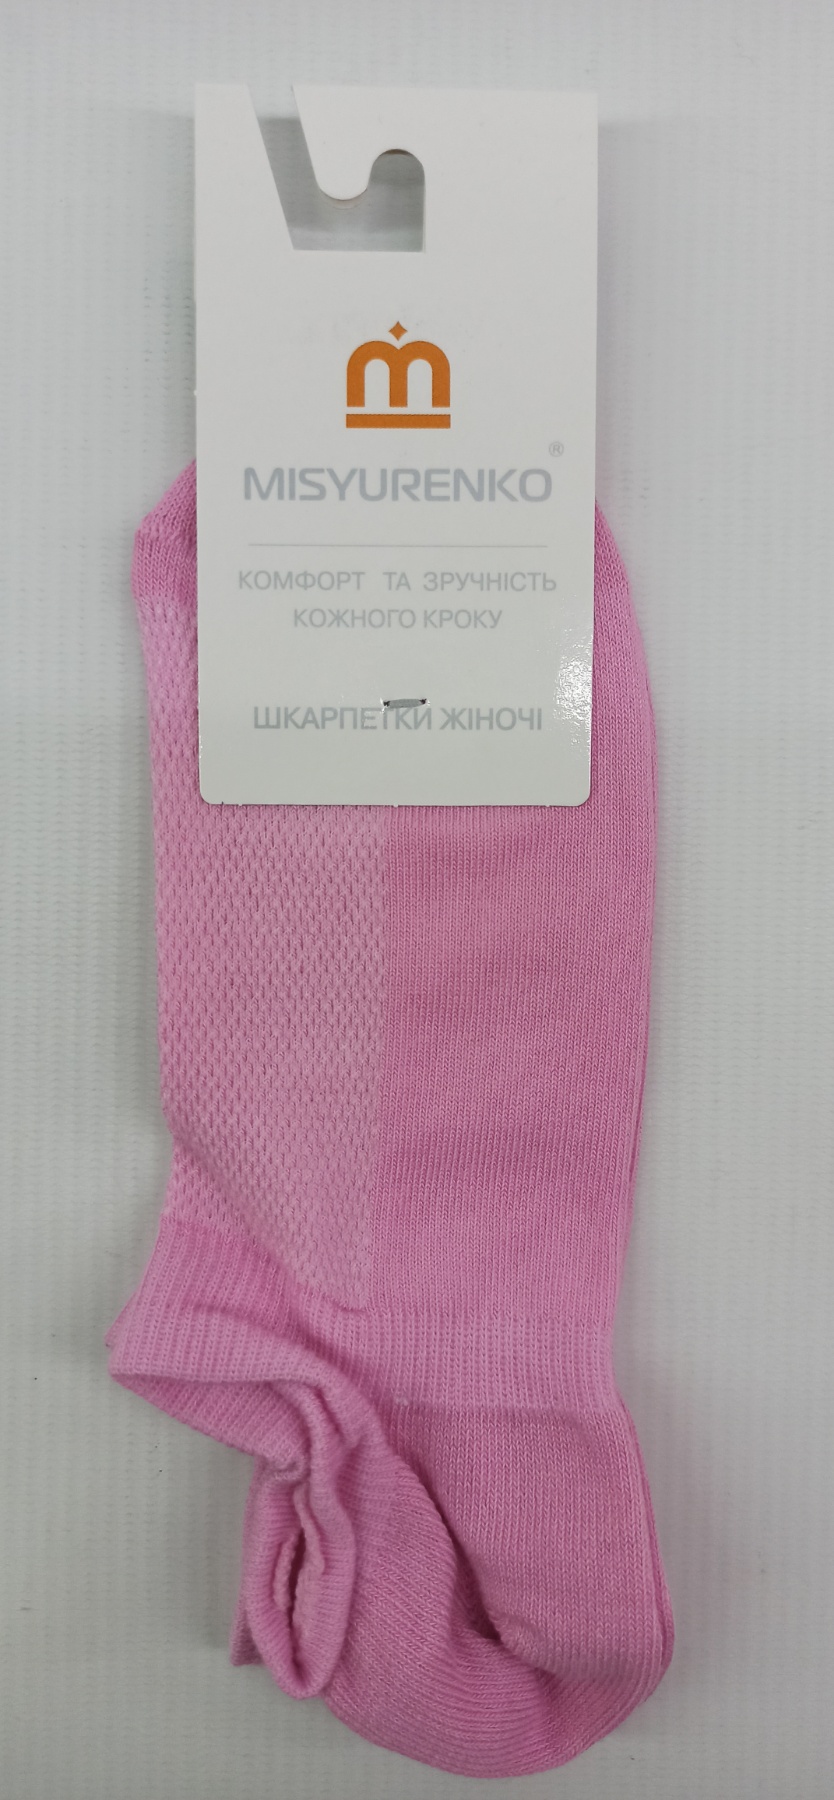 MISYURENKO®
КОМФОРТ ТА ЗРУЧНІСТЬ
КОЖНОГО КРОКУ
ШКАРПЕТКИ ЖІНОЧІ